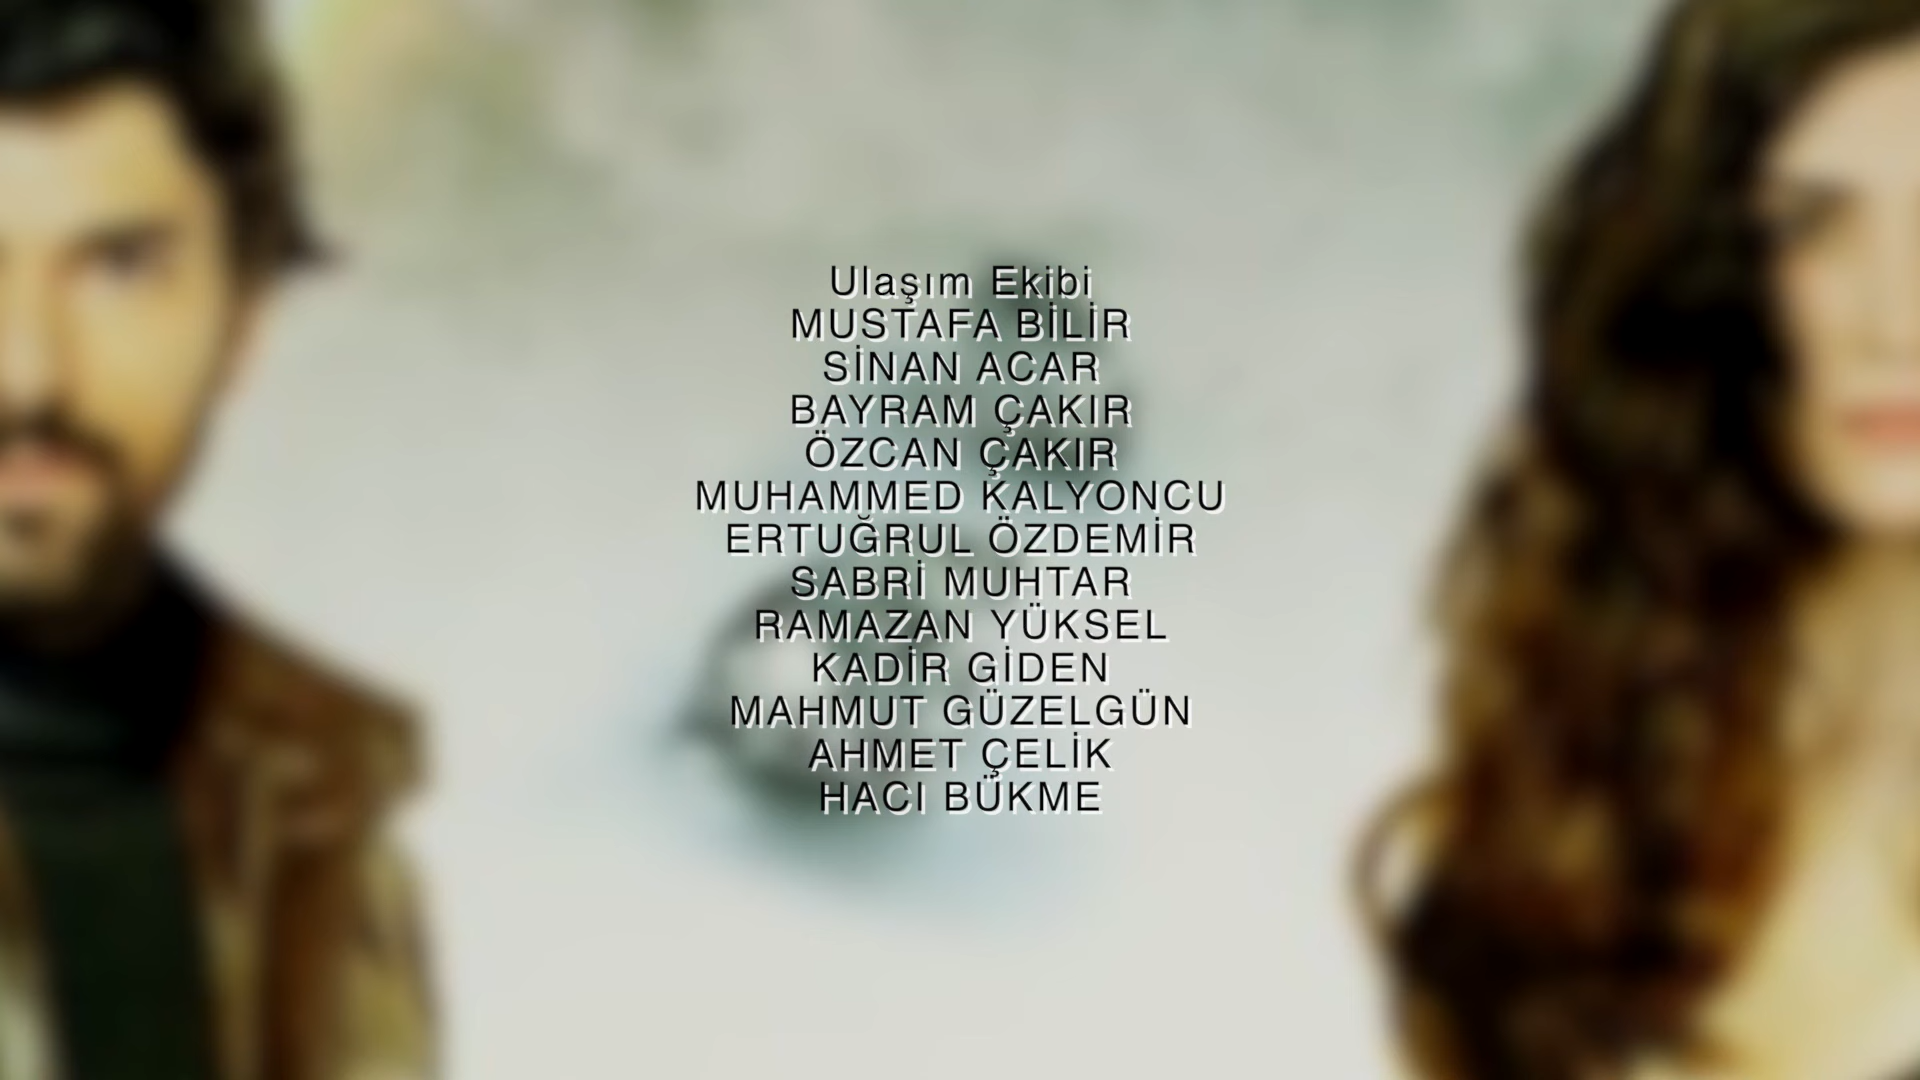 Ulaşım Ekibi
MUSTAFA BİLİR
SİNAN ACAR
BAYRAM ÇAKIR
ÖZCAN ÇAKIR
MUHAMMED KALYONCU
ERTUĞRUL ÖZDEMİR
SABRİ MUHTAR
RAMAZAN YÜKSEL
KADİR GİDEN
MAHMUT GÜZELGÜN
AHMET ÇELİK
HACI BÜKME